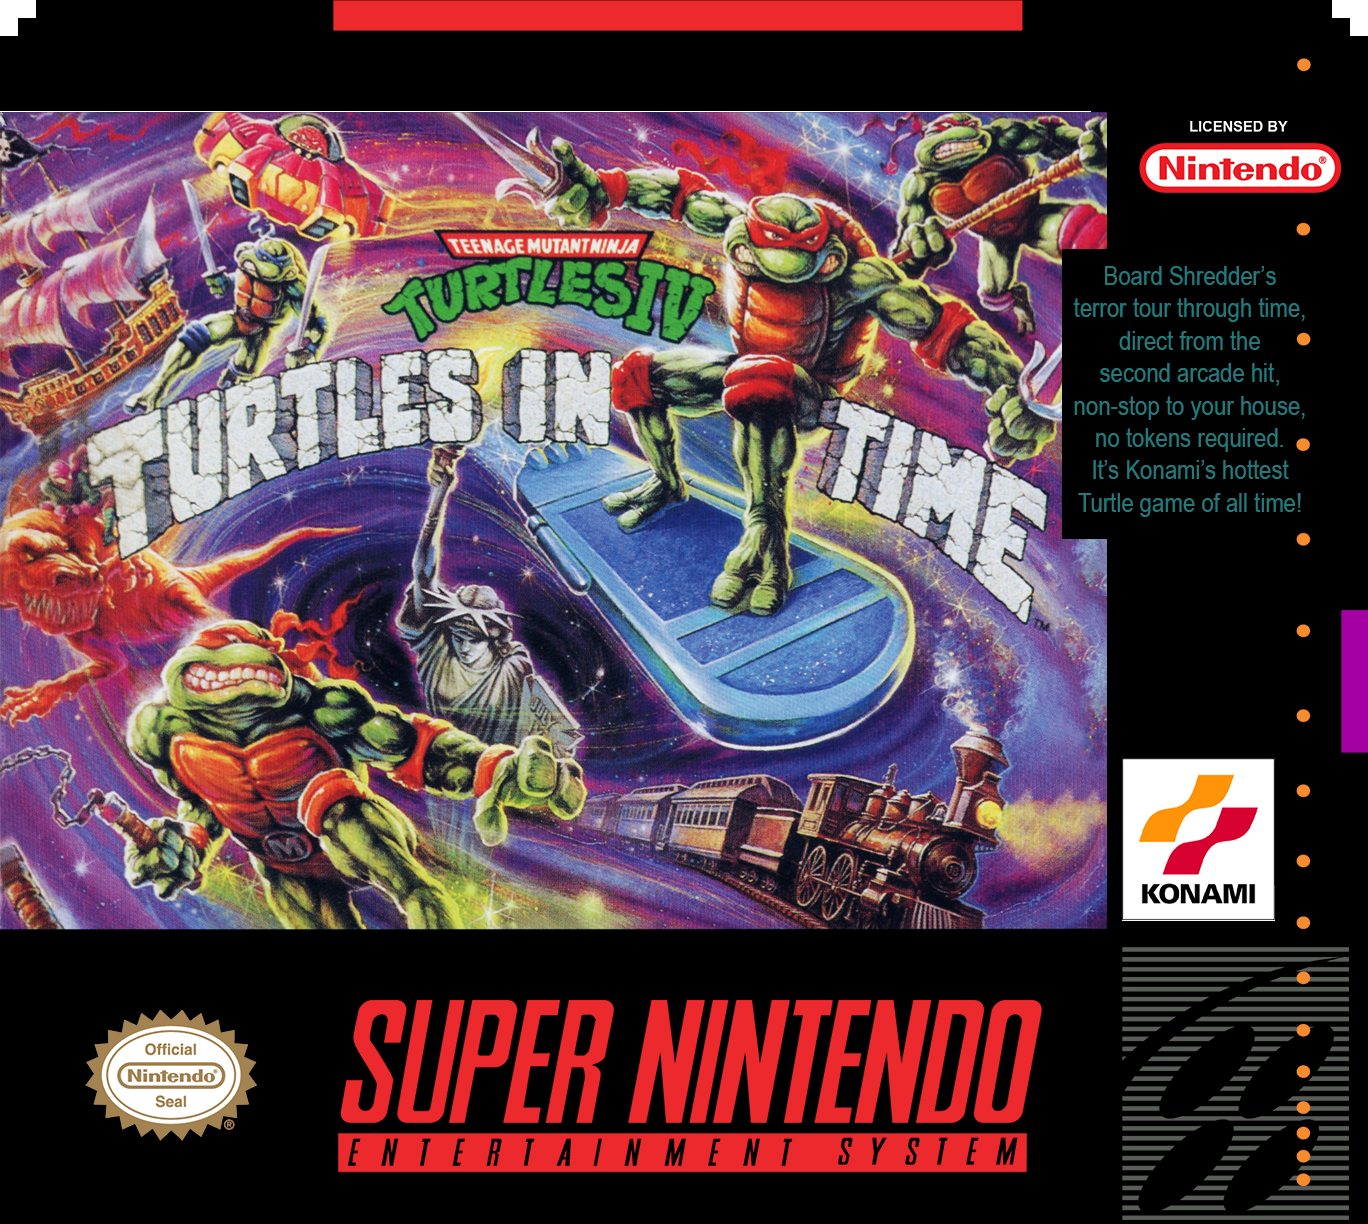 LICENSED BY
Nintendo®
TEENAGE MUTANT NINJA
TURTLES IV
TURTLES IN TIME™
Board Shredder's
terror tour through time,
direct from the
second arcade hit,
non-stop to your house,
no tokens required.
It's Konami's hottest
Turtle game of all time!
JULY
M
KONAMI
Official
Nintendo®
Seal
®
SUPER NINTENDO
ENTERTAINMENT SYSTEM